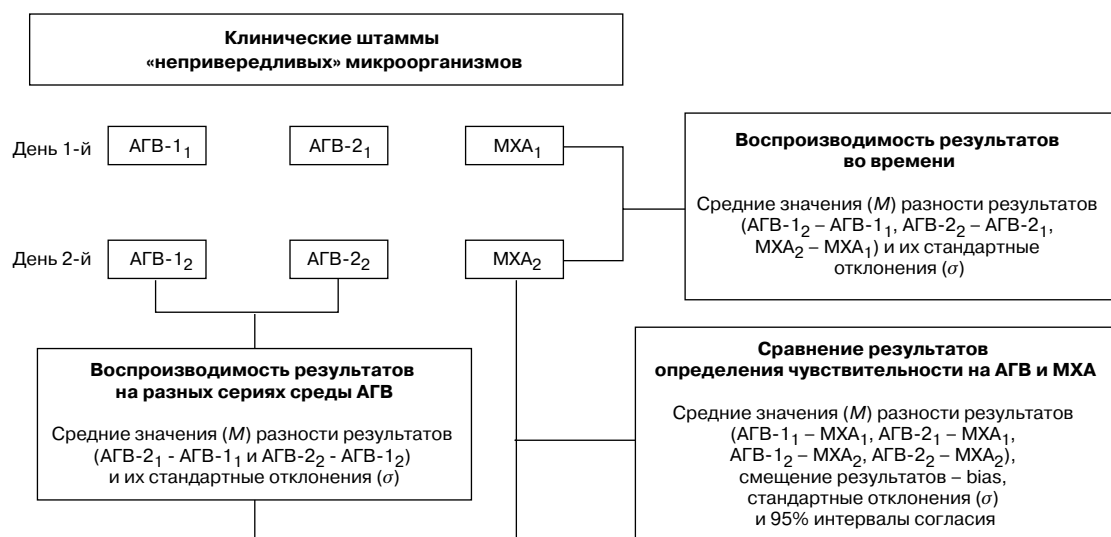 Клинические штаммы
«непривередливых» микроорганизмов
День 1-й
АГВ-1₁
АГВ-2₁
МХА₁
День 2-й
АГВ-1₂
АГВ-2₂
МХА₂
Воспроизводимость результатов
во времени
Средние значения (M) разности результатов
(АГВ-1₂ – АГВ-1₁, АГВ-2₂ – АГВ-2₁,
МХА₂ – МХА₁) и их стандартные
отклонения (σ)
Воспроизводимость результатов
на разных сериях среды АГВ
Средние значения (M) разности результатов
(АГВ-2₁ - АГВ-1₁ и АГВ-2₂ - АГВ-1₂)
и их стандартные отклонения (σ)
Сравнение результатов
определения чувствительности на АГВ и МХА
Средние значения (M) разности результатов
(АГВ-1₁ – МХА₁, АГВ-2₁ – МХА₁,
АГВ-1₂ – МХА₂, АГВ-2₂ – МХА₂),
смещение результатов – bias,
стандартные отклонения (σ)
и 95% интервалы согласия